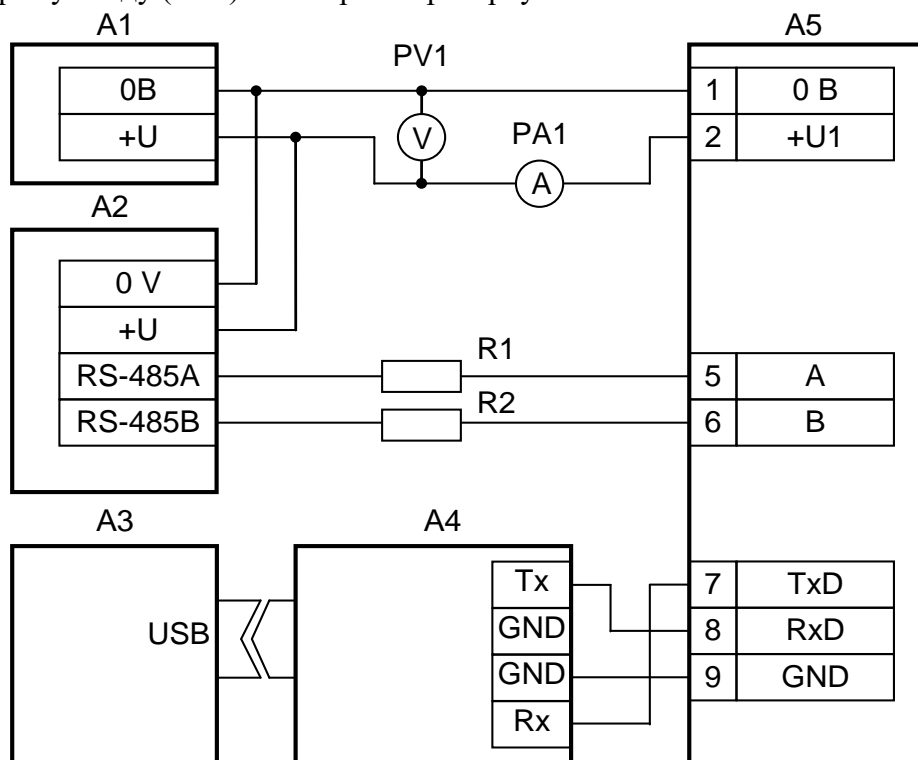 A1
A5
PV1
0В
1
0 В
+U
V
PA1
2
+U1
A
A2
0 V
+U
R1
RS-485A
5
A
R2
RS-485B
6
B
A3
A4
Tx
7
TxD
USB
GND
8
RxD
GND
9
GND
Rx